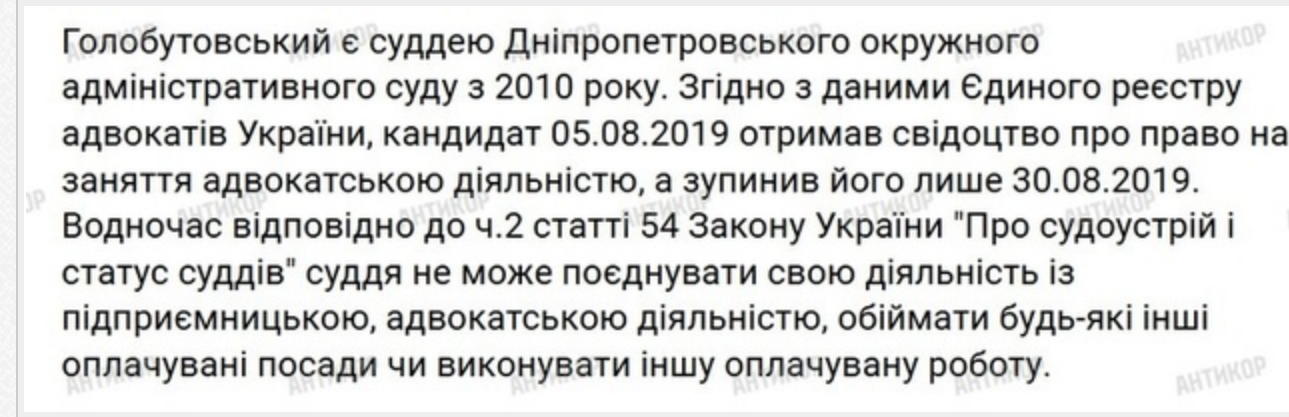 Голобутовський є суддею Дніпропетровського окружного
адміністративного суду з 2010 року. Згідно з даними Єдиного реєстру
адвокатів України, кандидат 05.08.2019 отримав свідоцтво про право на
заняття адвокатською діяльністю, а зупинив його лише 30.08.2019.
Водночас відповідно до ч.2 статті 54 Закону України "Про судоустрій і
статус суддів" суддя не може поєднувати свою діяльність із
підприємницькою, адвокатською діяльністю, обіймати будь-які інші
оплачувані посади чи виконувати іншу оплачувану роботу.
АНТИКОР